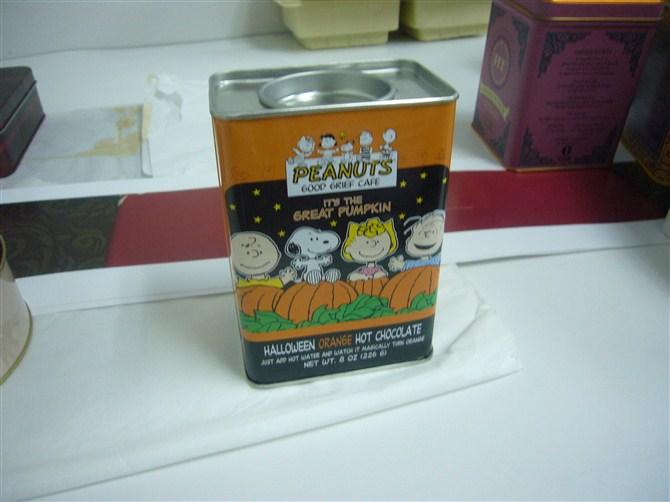 PEANUTS
GOOD GRIEF CAFE
IT'S THE
GREAT PUMPKIN
HALLOWEEN ORANGE HOT CHOCOLATE
JUST ADD HOT WATER AND WATCH IT MAGICALLY TURN ORANGE
NET WT. 8 OZ (226 G)